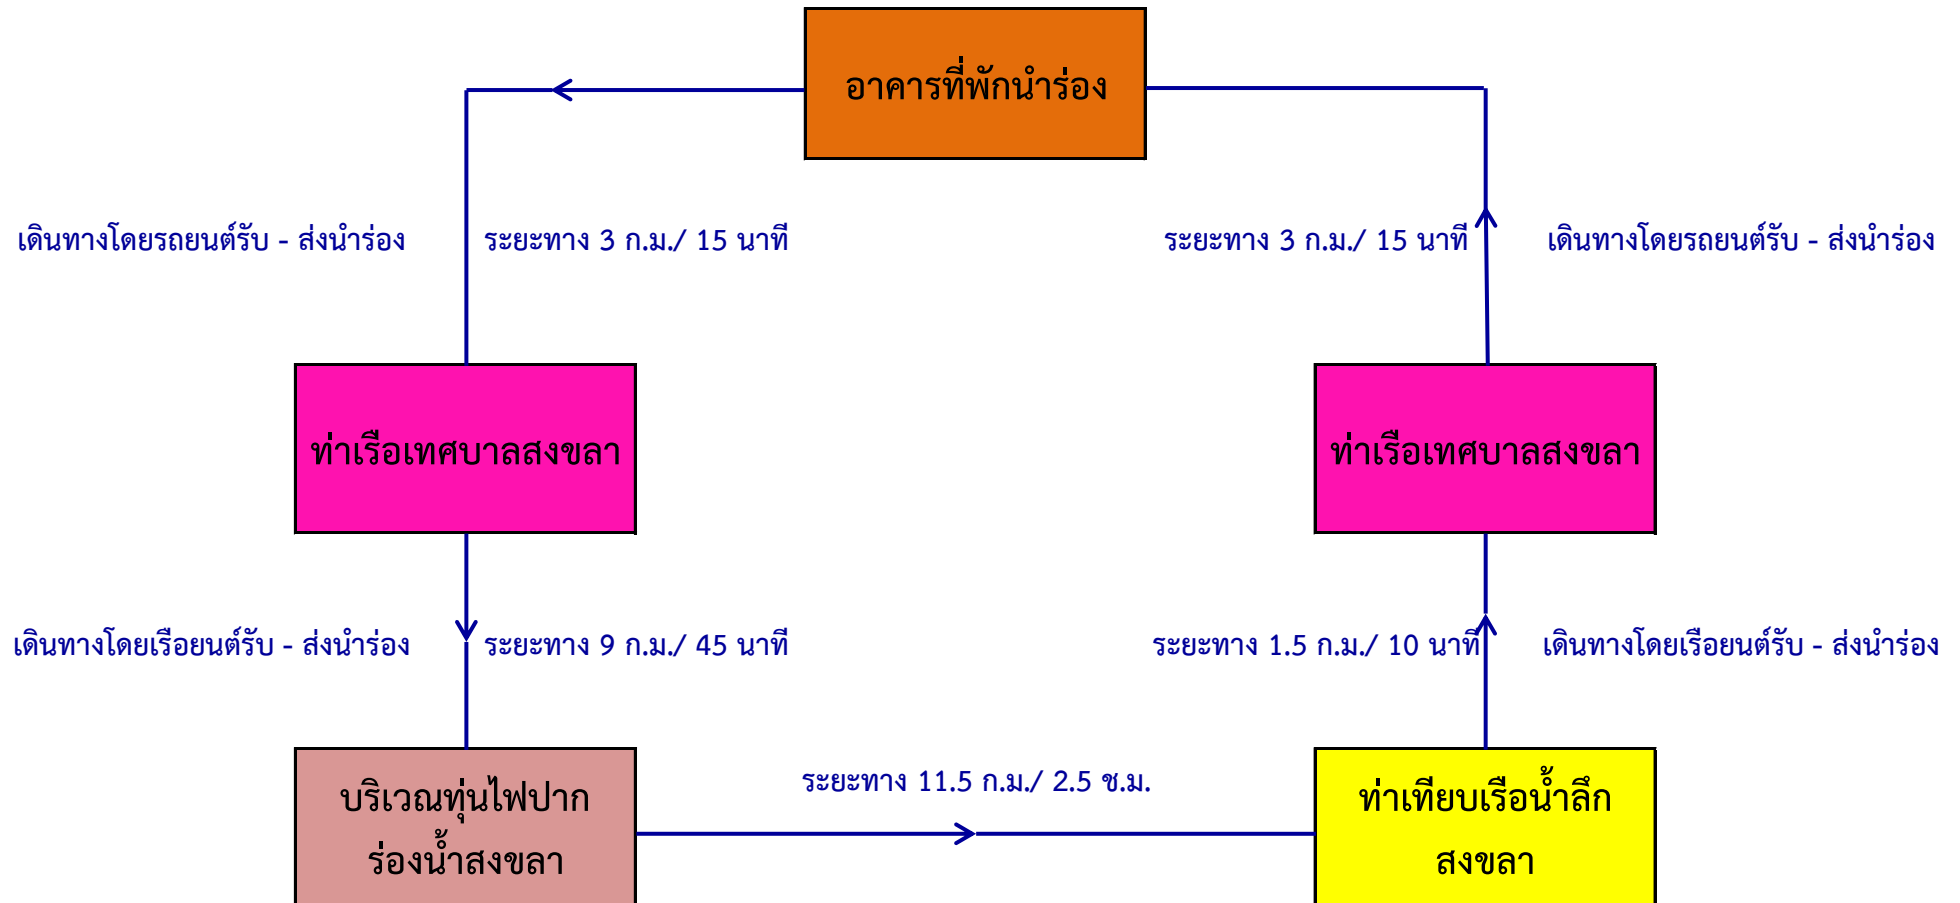 อาคารที่พักนำร่อง
เดินทางโดยรถยนต์รับ - ส่งนำร่อง
ระยะทาง 3 ก.ม./ 15 นาที
ระยะทาง 3 ก.ม./ 15 นาที
เดินทางโดยรถยนต์รับ - ส่งนำร่อง
ท่าเรือเทศบาลสงขลา
ท่าเรือเทศบาลสงขลา
เดินทางโดยเรือยนต์รับ - ส่งนำร่อง
ระยะทาง 9 ก.ม./ 45 นาที
ระยะทาง 1.5 ก.ม./ 10 นาที
เดินทางโดยเรือยนต์รับ - ส่งนำร่อง
บริเวณทุ่นไฟปาก
ร่องน้ำสงขลา
ระยะทาง 11.5 ก.ม./ 2.5 ช.ม.
ท่าเทียบเรือน้ำลึก
สงขลา